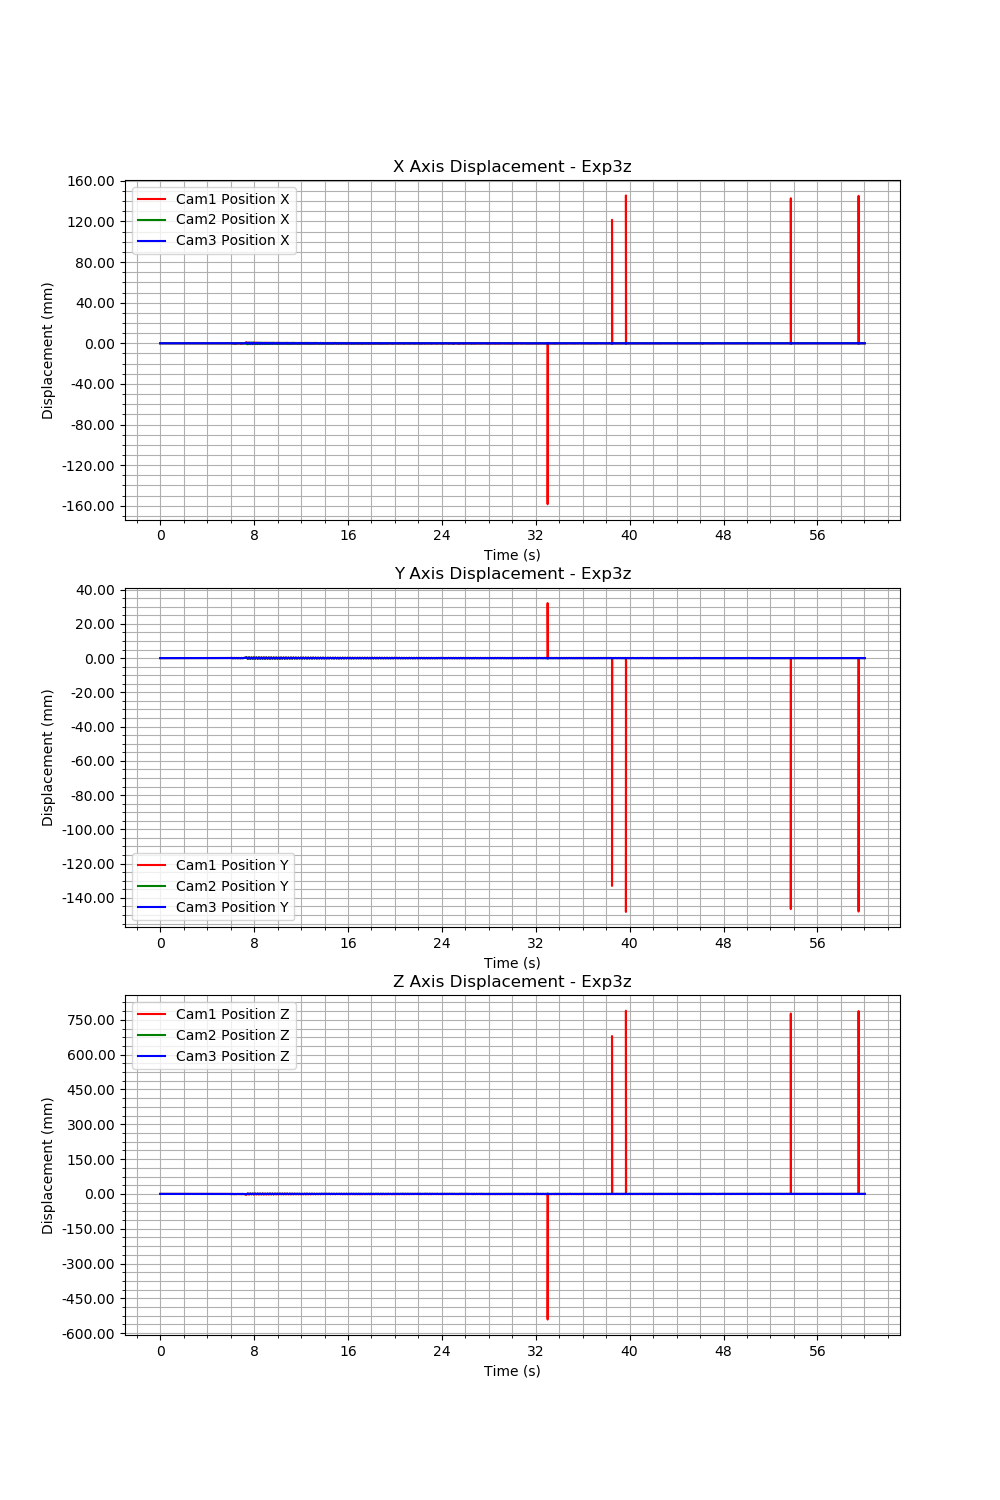 X Axis Displacement - Exp3z
160.00
120.00
80.00
40.00
0.00
-40.00
-80.00
-120.00
-160.00
Displacement (mm)
Cam1 Position X
Cam2 Position X
Cam3 Position X
0 8 16 24 32 40 48 56
Time (s)
Y Axis Displacement - Exp3z
40.00
20.00
0.00
-20.00
-40.00
-60.00
-80.00
-100.00
-120.00
-140.00
Displacement (mm)
Cam1 Position Y
Cam2 Position Y
Cam3 Position Y
0 8 16 24 32 40 48 56
Time (s)
Z Axis Displacement - Exp3z
750.00
600.00
450.00
300.00
150.00
0.00
-150.00
-300.00
-450.00
-600.00
Displacement (mm)
Cam1 Position Z
Cam2 Position Z
Cam3 Position Z
0 8 16 24 32 40 48 56
Time (s)